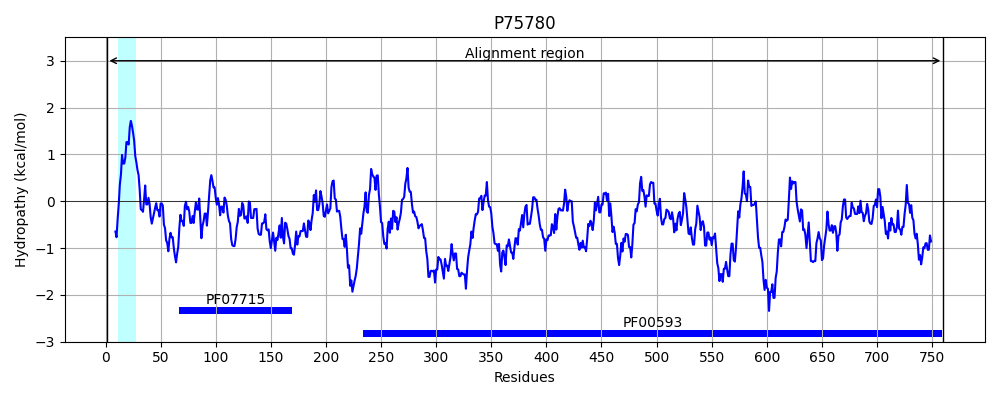 P75780
Alignment region
Hydropathy (kcal/mol)
3
2
1
0
−1
−2
−3
PF07715
PF00593
0 50 100 150 200 250 300 350 400 450 500 550 600 650 700 750
Residues